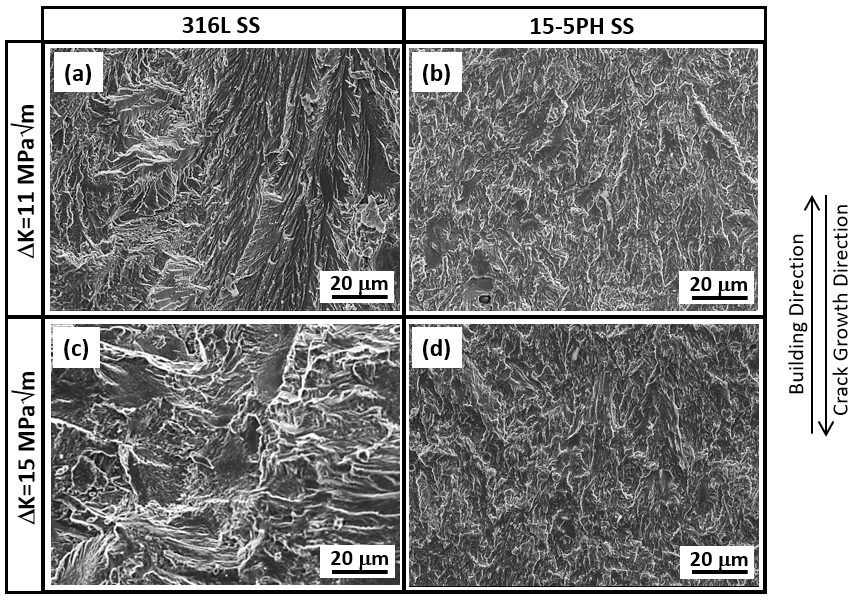 316L SS
15-5PH SS
ΔK=11 MPa√m
(a)
20 μm
(b)
20 μm
ΔK=15 MPa√m
(c)
20 μm
(d)
20 μm
Building Direction
Crack Growth Direction